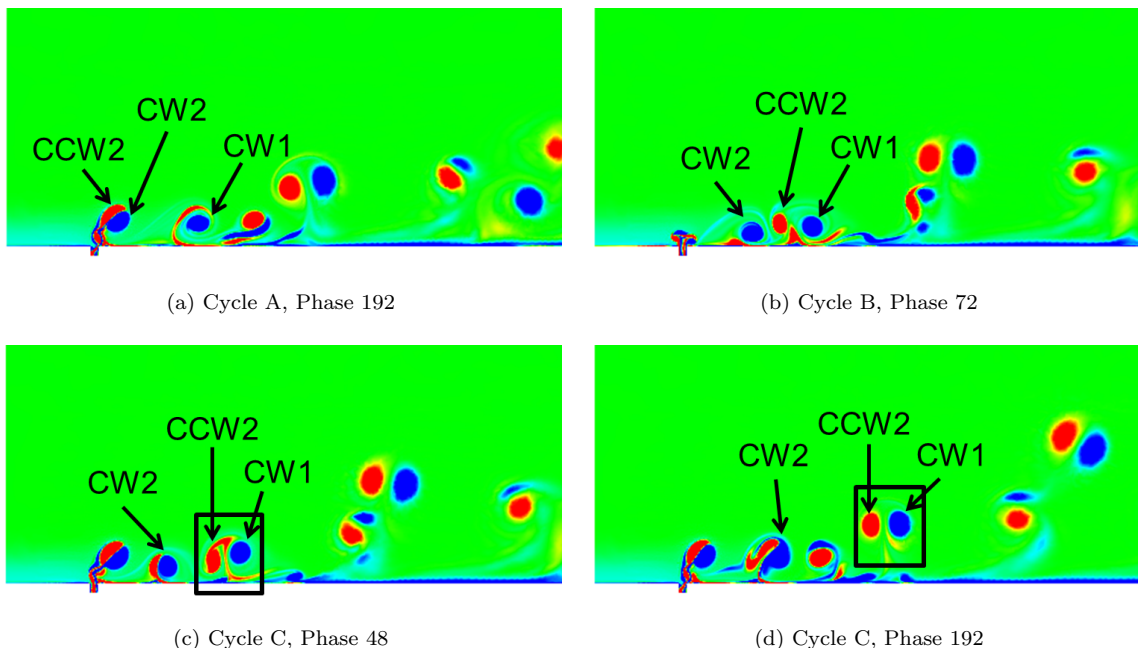 CW2
CCW2
CW1
(a) Cycle A, Phase 192
CCW2
CW2
CW1
(b) Cycle B, Phase 72
CCW2
CW2
CW1
(c) Cycle C, Phase 48
CCW2
CW2
CW1
(d) Cycle C, Phase 192